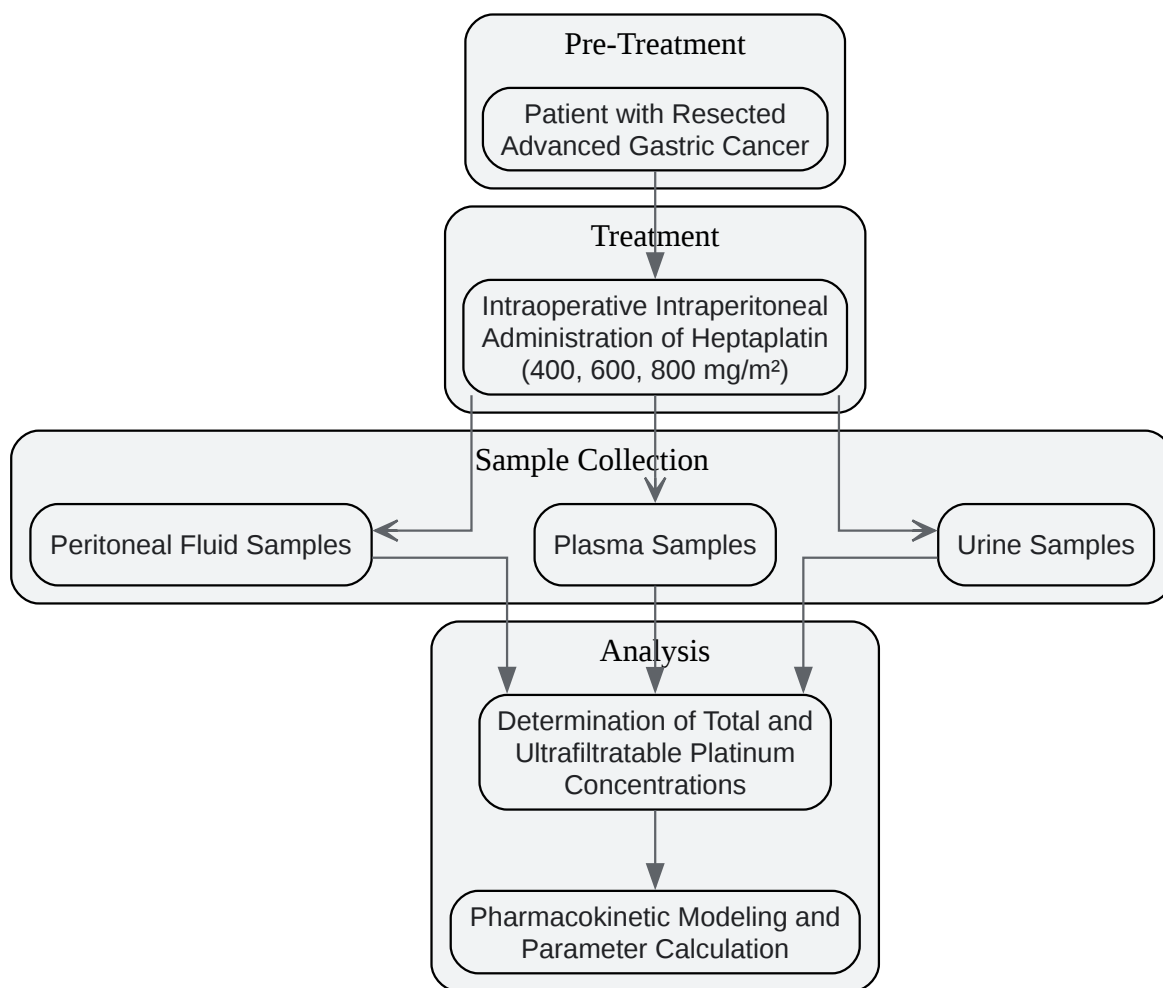 Pre-Treatment
Patient with Resected
Advanced Gastric Cancer
Treatment
Intraoperative Intraperitoneal
Administration of Heptaplatin
(400, 600, 800 mg/m²)
Sample Collection
Peritoneal Fluid Samples
Plasma Samples
Urine Samples
Analysis
Determination of Total and
Ultrafiltratable Platinum
Concentrations
Pharmacokinetic Modeling and
Parameter Calculation